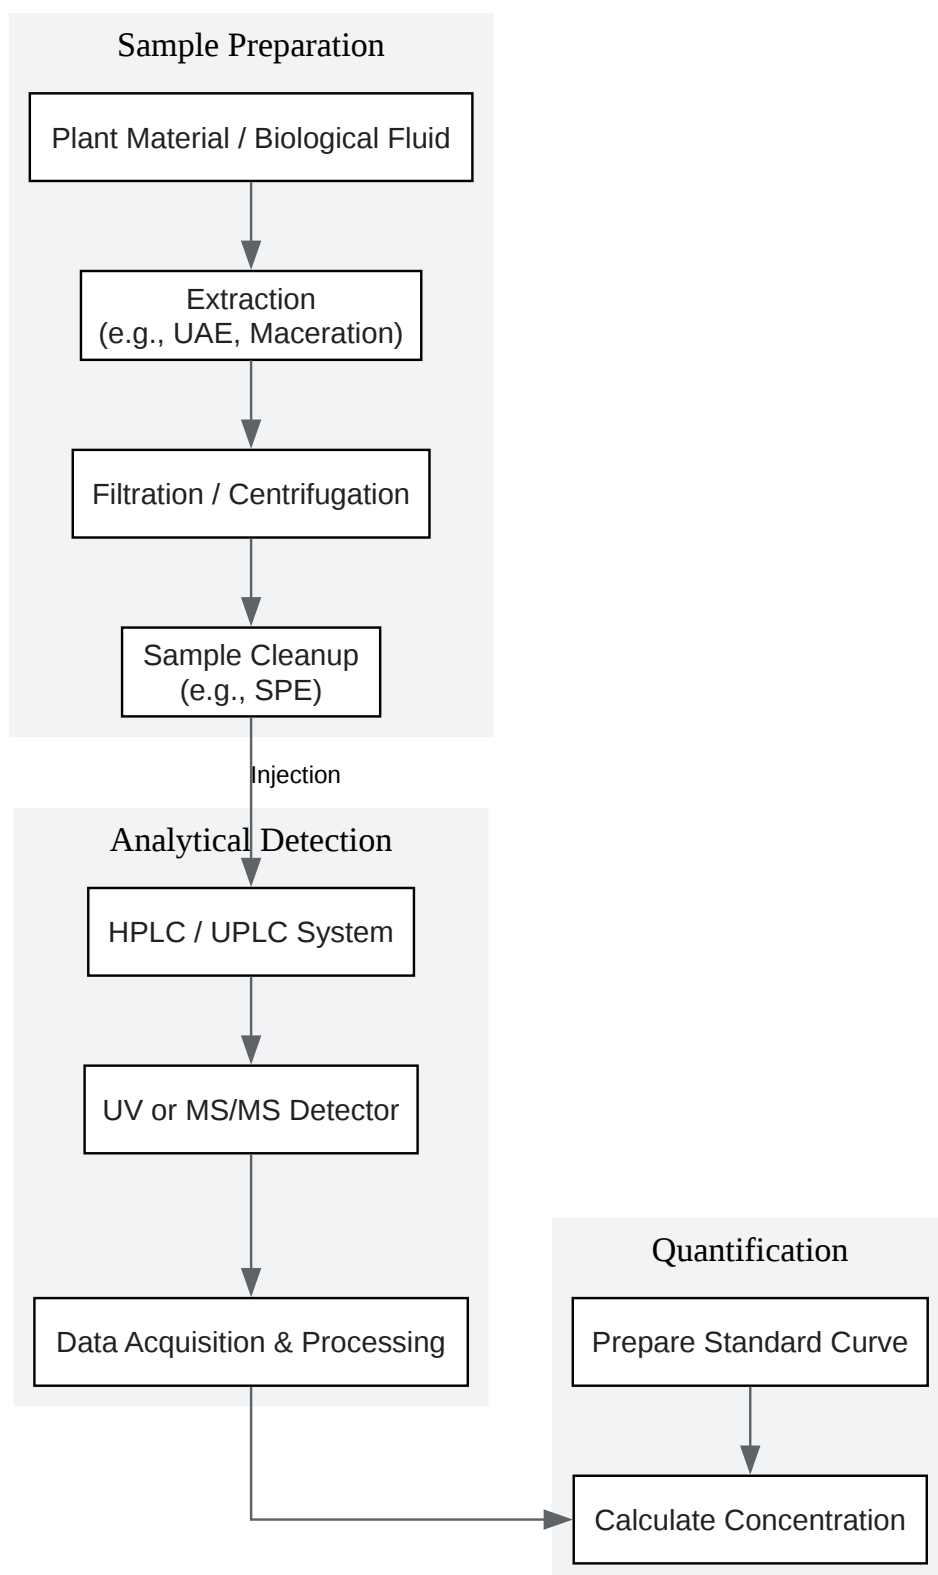 Sample Preparation
Plant Material / Biological Fluid
Extraction
(e.g., UAE, Maceration)
Filtration / Centrifugation
Sample Cleanup
(e.g., SPE)
Injection
Analytical Detection
HPLC / UPLC System
UV or MS/MS Detector
Data Acquisition & Processing
Quantification
Prepare Standard Curve
Calculate Concentration